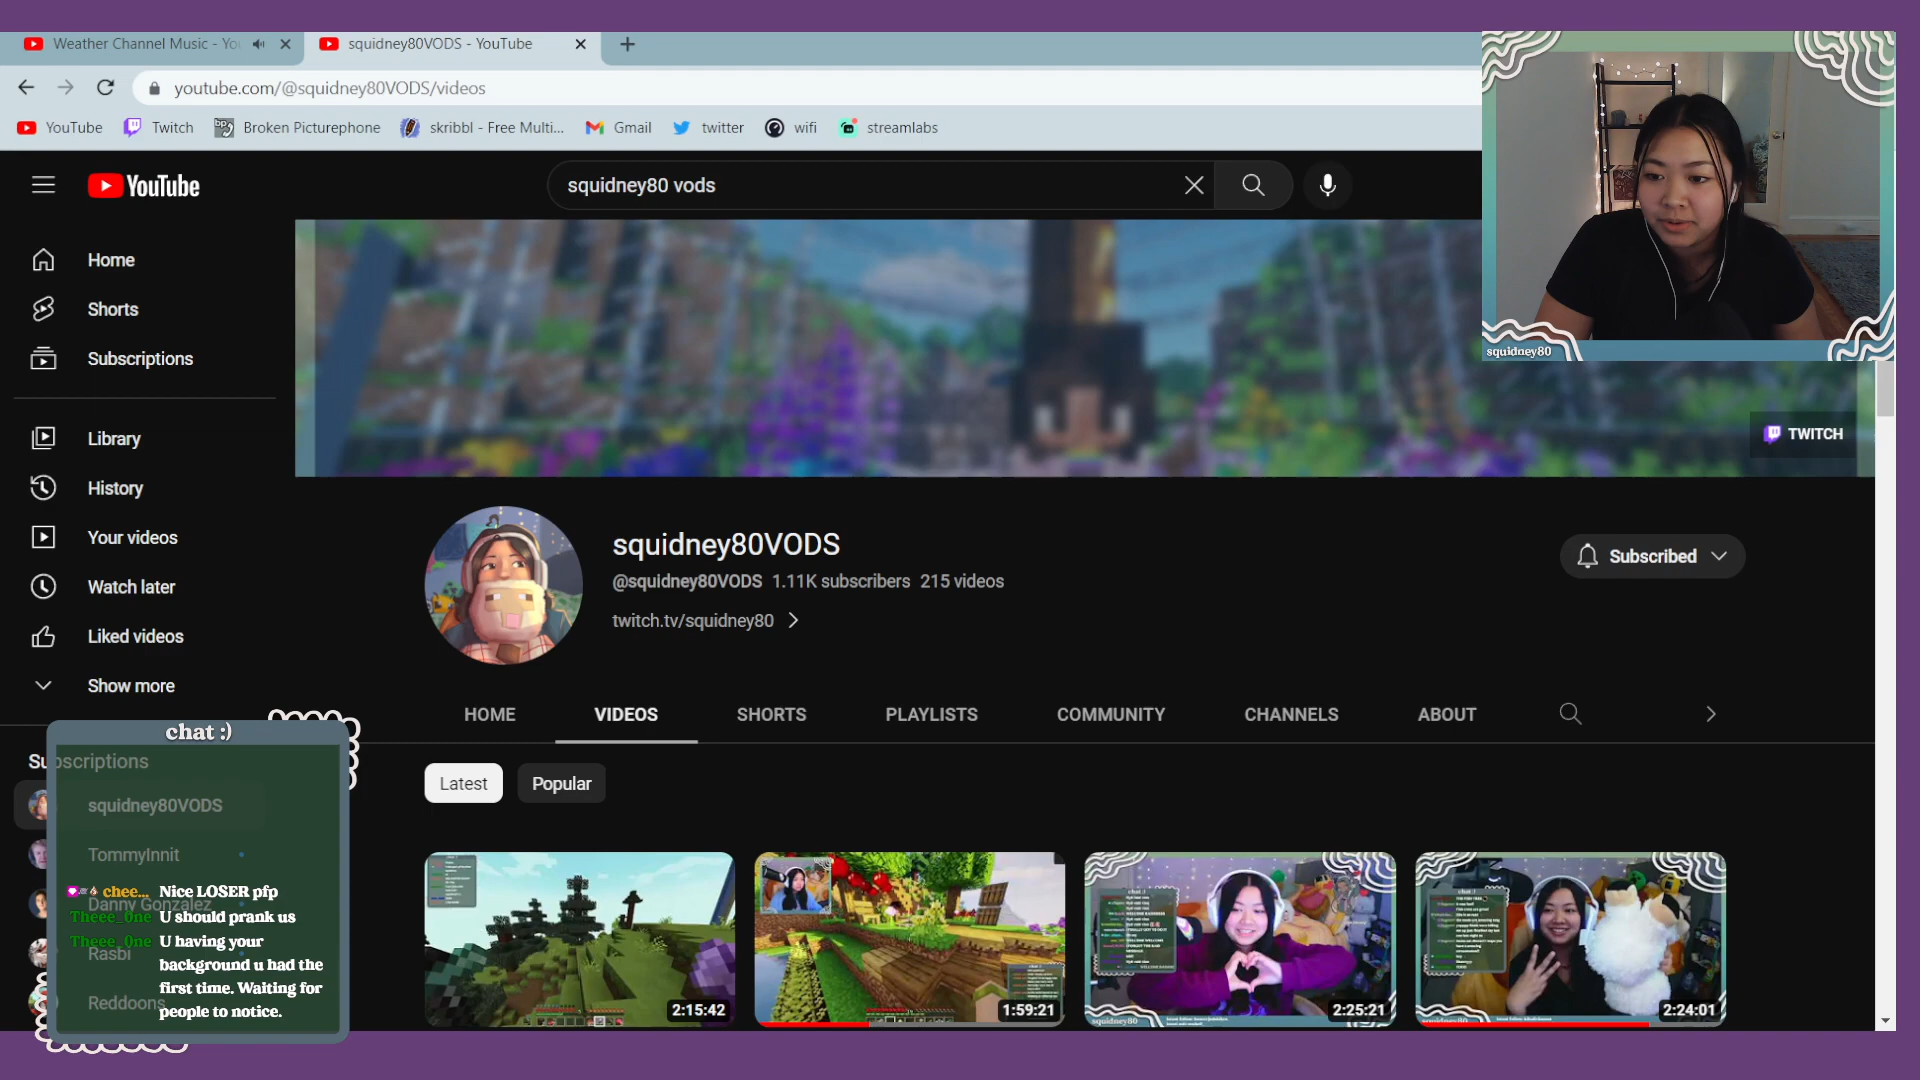 Weather Channel Music - Yo
squidney80VODS - YouTube
youtube.com/@squidney80VODS/videos
YouTube
Twitch
Broken Picturephone
skribbl - Free Multi...
Gmail
twitter
wifi
streamlabs
YouTube
squidney80 vods
squidney80
TWITCH
Home
Shorts
Subscriptions
Library
History
Your videos
Watch later
Liked videos
Show more
squidney80VODS
@squidney80VODS 1.11K subscribers 215 videos
twitch.tv/squidney80
Subscribed
HOME
VIDEOS
SHORTS
PLAYLISTS
COMMUNITY
CHANNELS
ABOUT
Latest
Popular
chat :)
Subscriptions
squidney80VODS
TommyInnit
Danny Gonzalez
Rasbi
Reddoons
chee... Nice LOSER pfp
Theee_0ne U should prank us
Theee_0ne U having your
background u had the
first time. Waiting for
people to notice.
2:15:42
1:59:21
2:25:21
2:24:01
squidney80